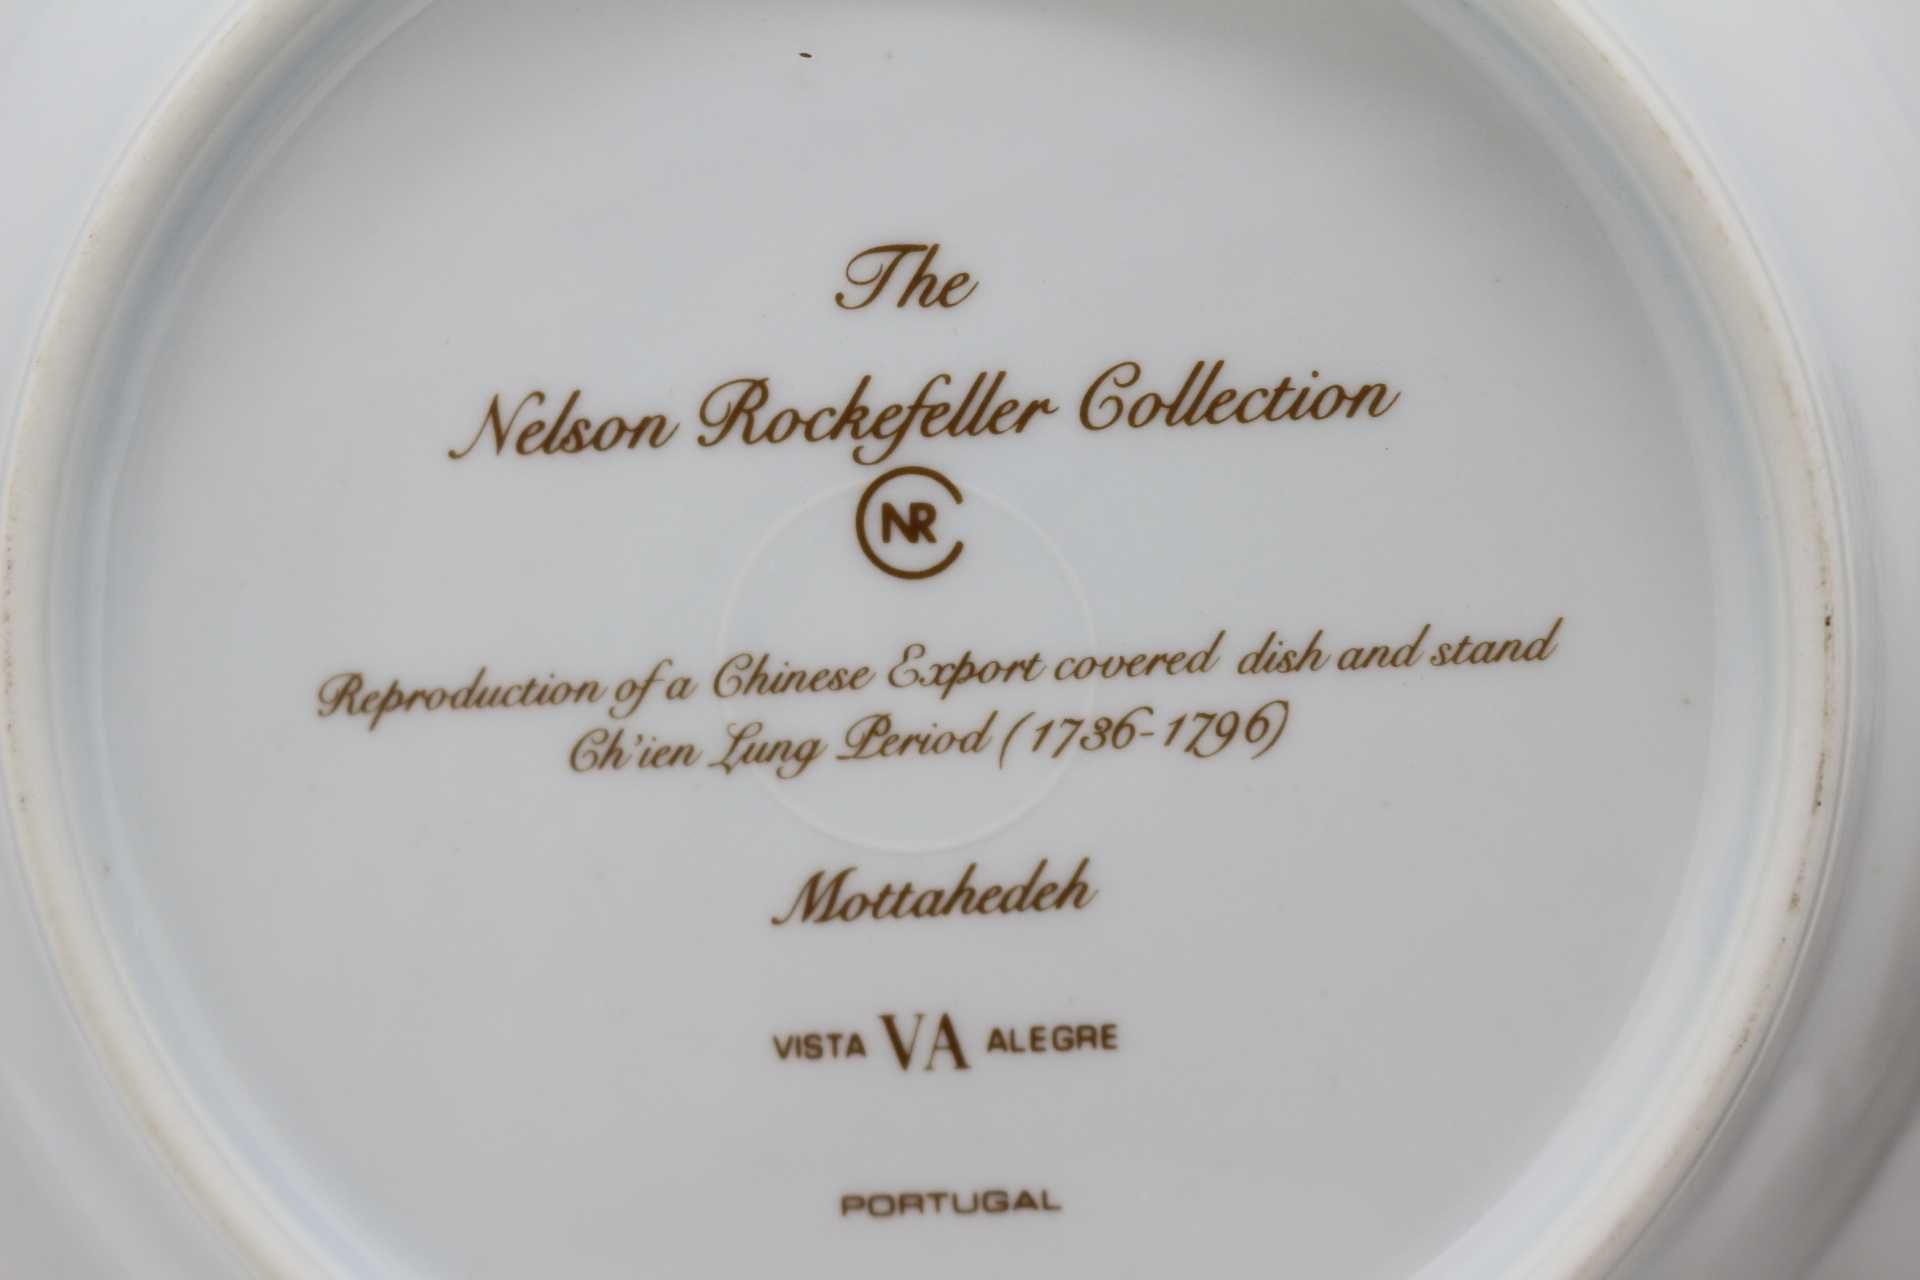 The
Nelson Rockefeller Collection
NR
Reproduction of a Chinese Export covered dish and stand
Ch'ien Lung Period (1736-1796)
Mottahedeh
VISTA VA ALEGRE
PORTUGAL